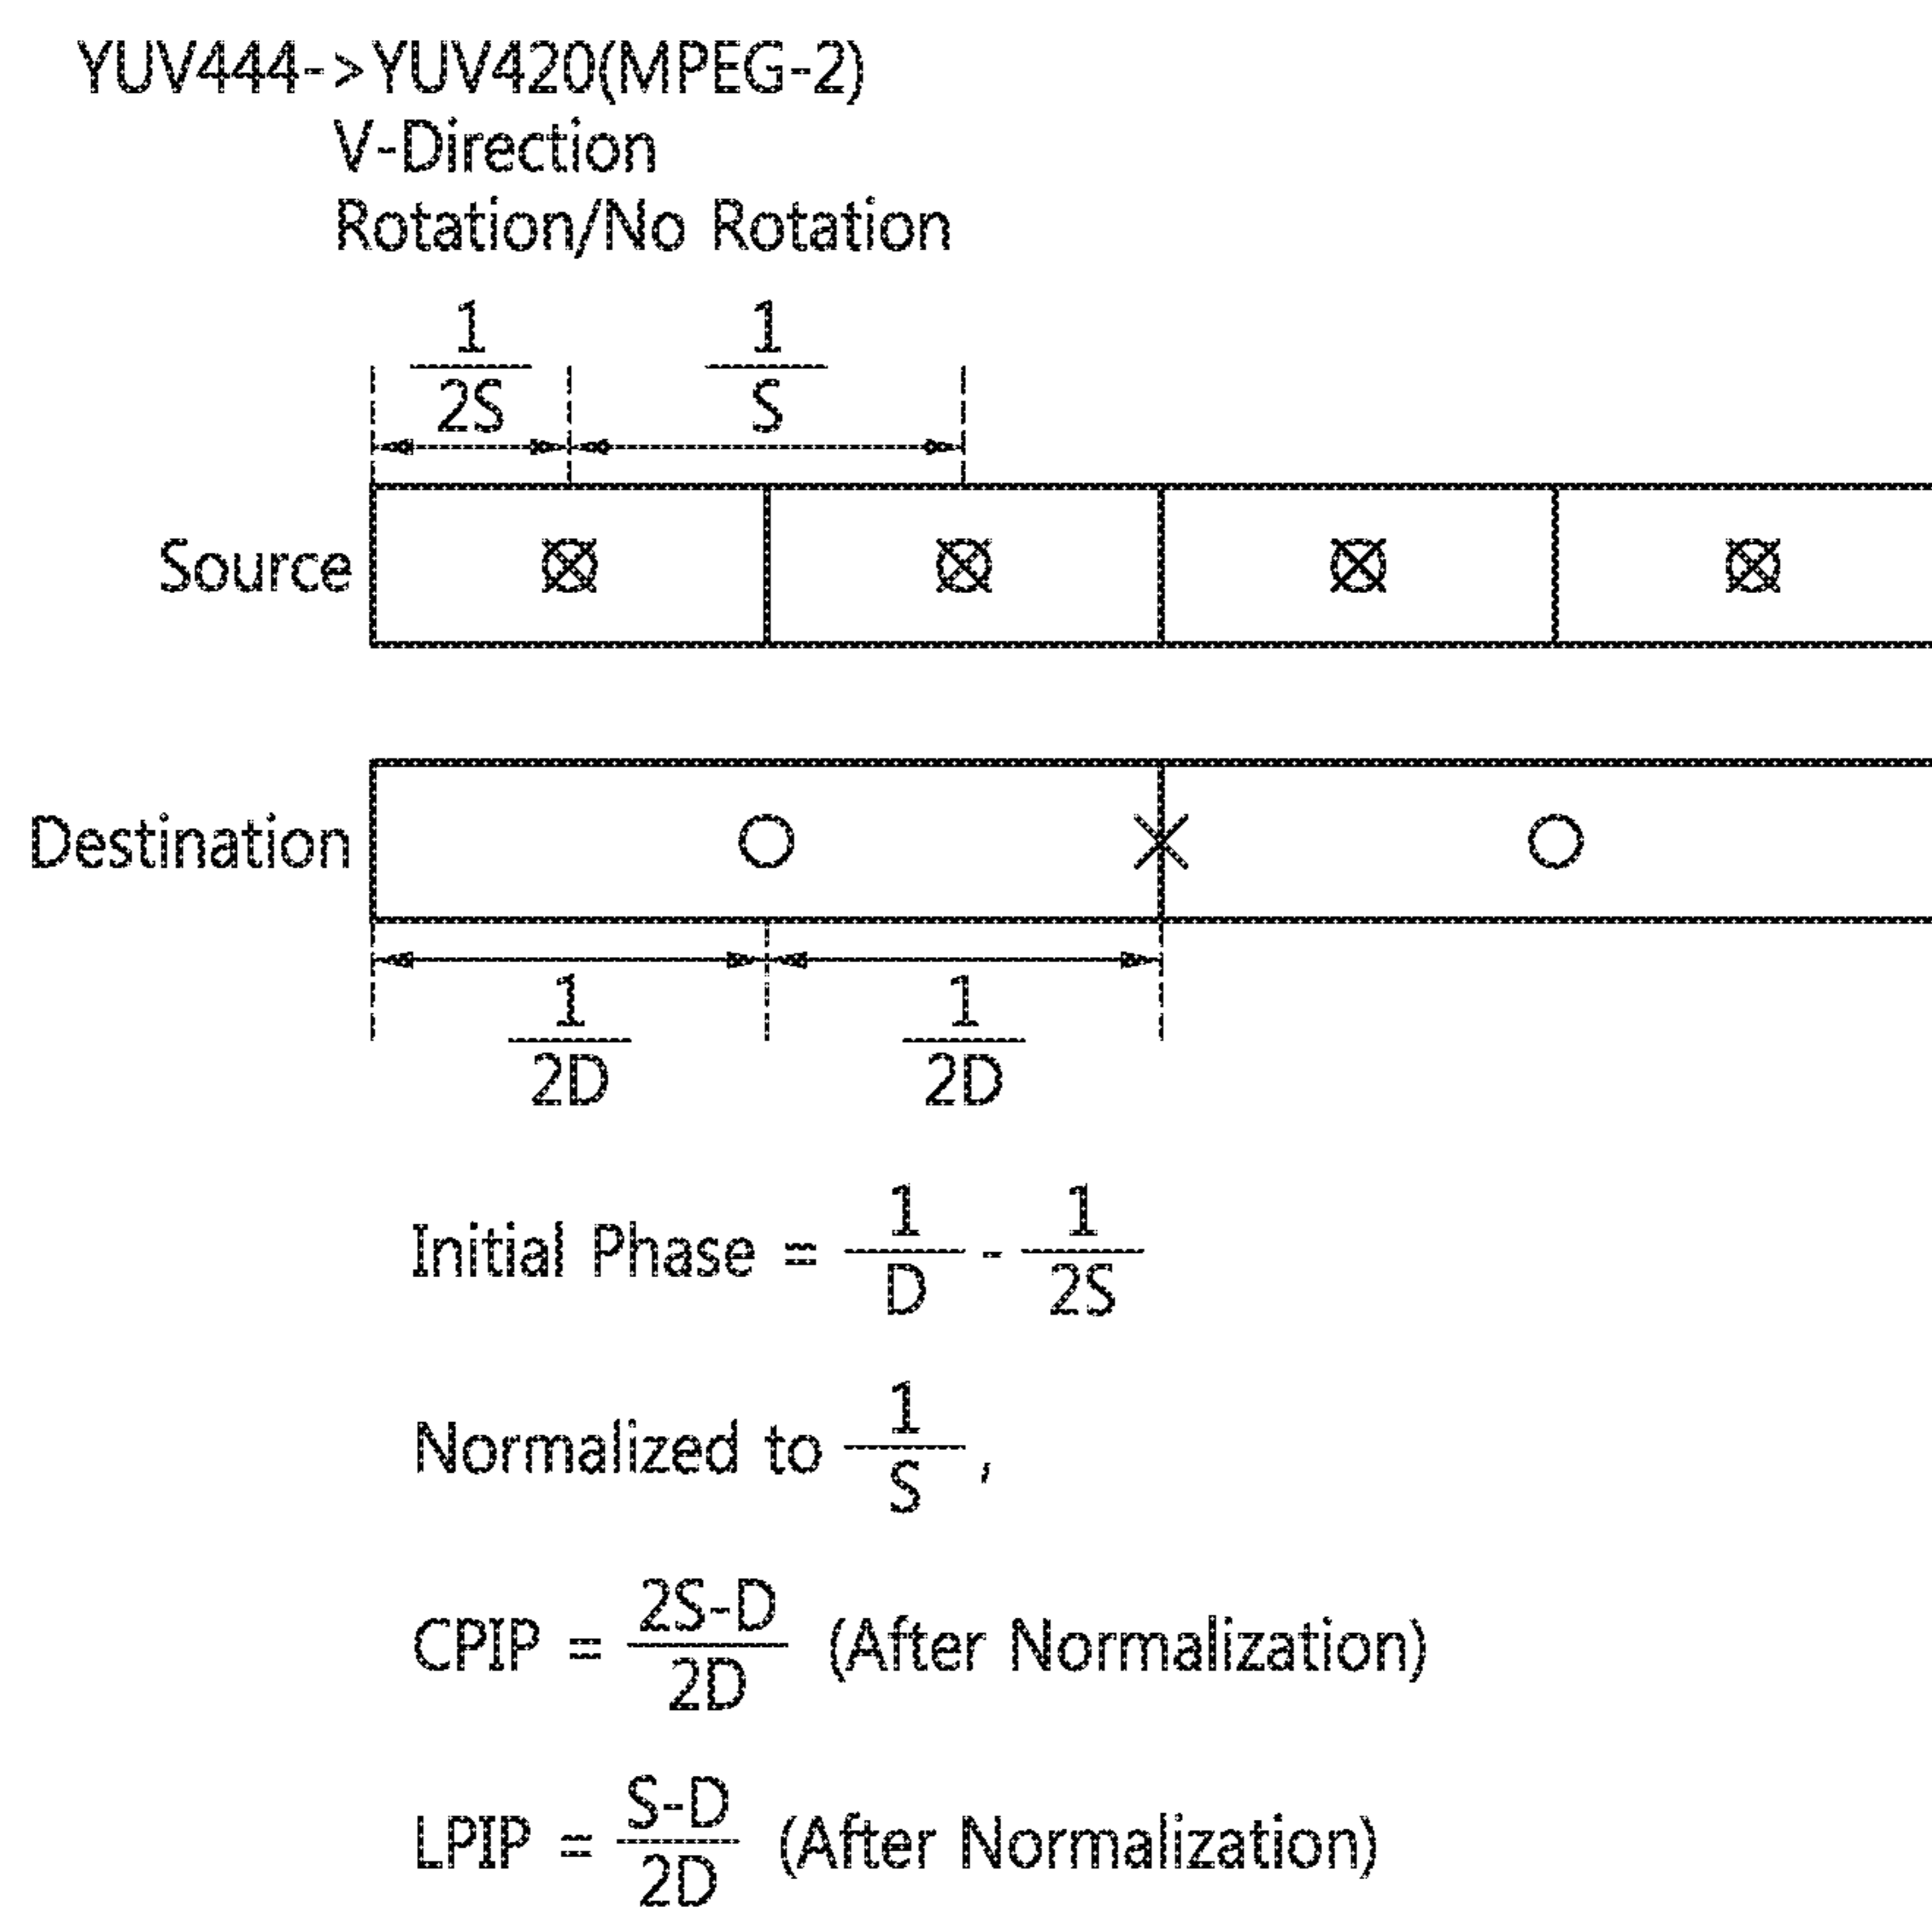 YUV444->YUV420(MPEG-2)
V-Direction
Rotation/No Rotation
1/2S 1/S
Source
Destination
1/2D 1/2D
Initial Phase = 1/D - 1/2S
Normalized to 1/S,
CPIP = 2S-D/2D (After Normalization)
LPIP = S-D/2D (After Normalization)